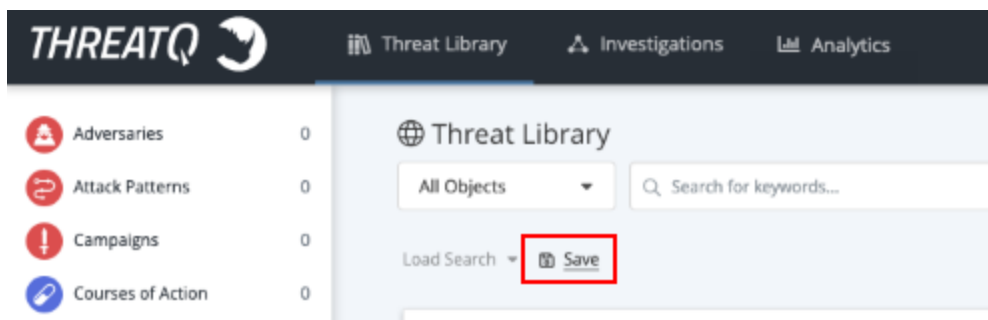 THREATQ
Threat Library
Investigations
Analytics
Adversaries 0
Attack Patterns 0
Campaigns 0
Courses of Action 0
Threat Library
All Objects
Search for keywords...
Load Search
Save